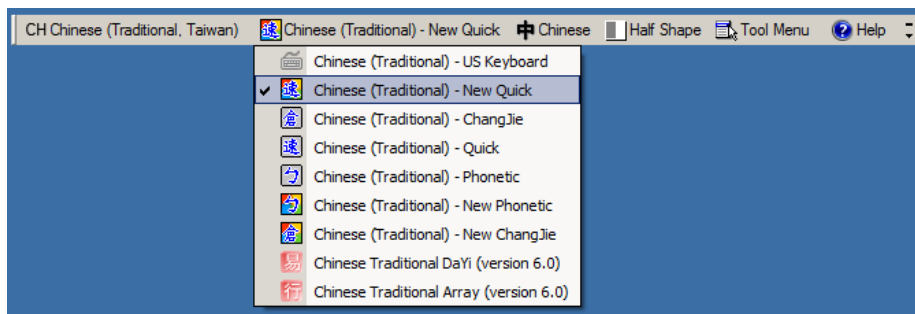 CH Chinese (Traditional, Taiwan) 速 Chinese (Traditional) - New Quick 中 Chinese Half Shape Tool Menu ? Help
Chinese (Traditional) - US Keyboard
速 Chinese (Traditional) - New Quick
倉 Chinese (Traditional) - ChangJie
速 Chinese (Traditional) - Quick
ㄅ Chinese (Traditional) - Phonetic
ㄅ Chinese (Traditional) - New Phonetic
倉 Chinese (Traditional) - New ChangJie
易 Chinese Traditional DaYi (version 6.0)
行 Chinese Traditional Array (version 6.0)